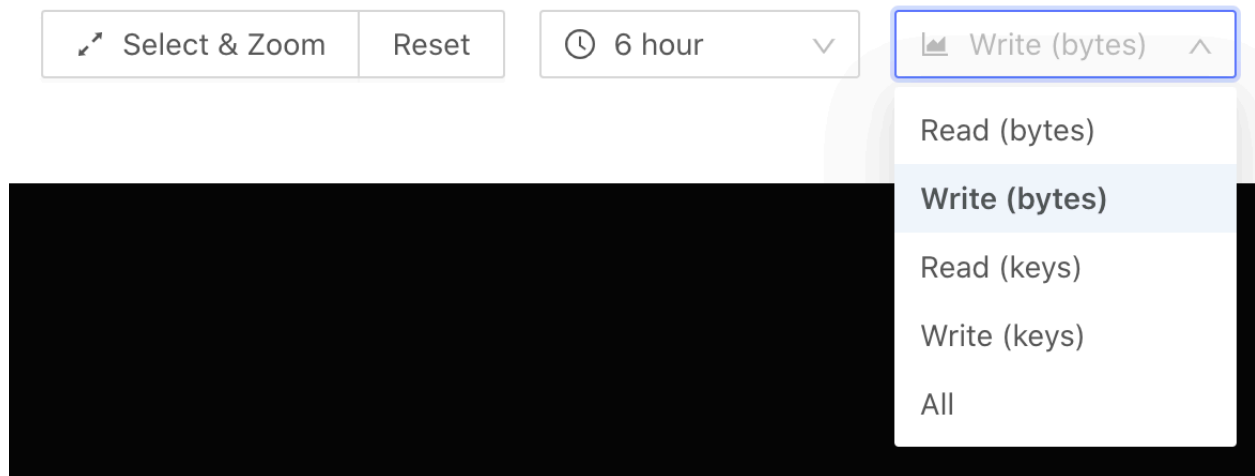 Select & Zoom Reset 6 hour Write (bytes)
Read (bytes)
Write (bytes)
Read (keys)
Write (keys)
All